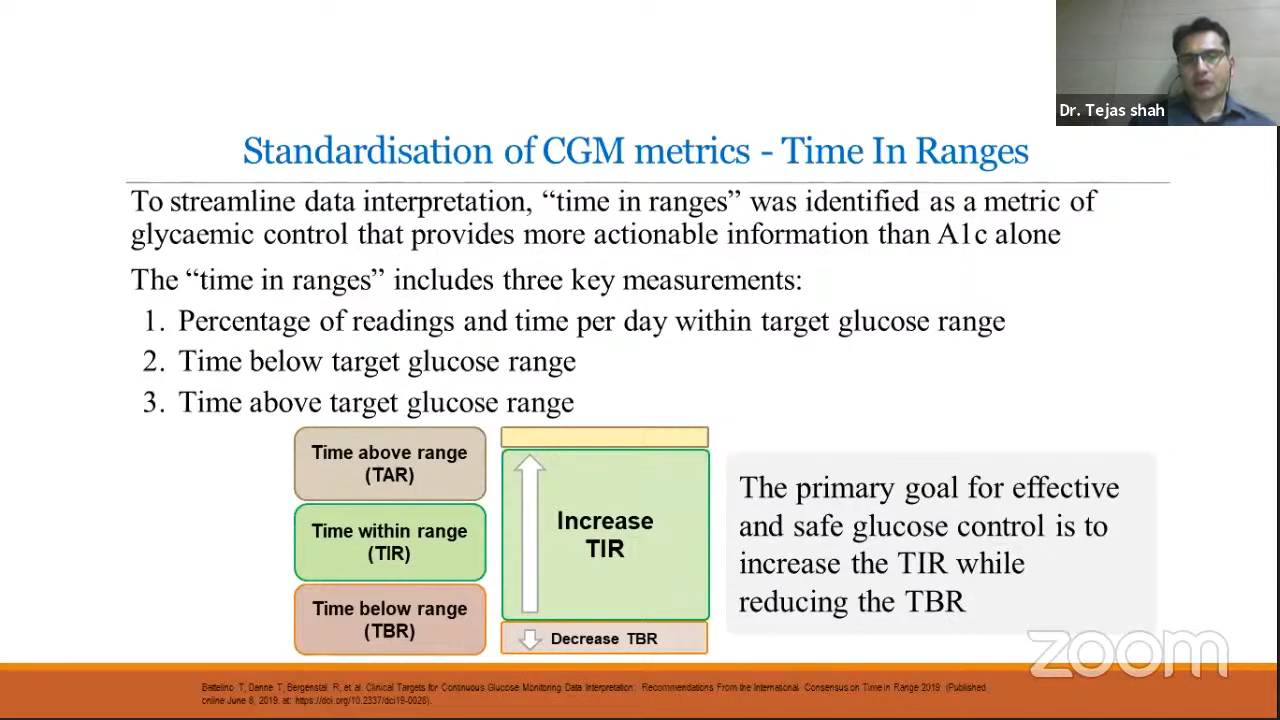 Dr. Tejas shah
Standardisation of CGM metrics - Time In Ranges
To streamline data interpretation, “time in ranges” was identified as a metric of
glycaemic control that provides more actionable information than A1c alone
The “time in ranges” includes three key measurements:
1. Percentage of readings and time per day within target glucose range
2. Time below target glucose range
3. Time above target glucose range
Time above range
(TAR)
Time within range
(TIR)
Time below range
(TBR)
Increase
TIR
Decrease TBR
The primary goal for effective
and safe glucose control is to
increase the TIR while
reducing the TBR
zoom
Battelino T, Danne T, Bergenstal R, et al. Clinical Targets for Continuous Glucose Monitoring Data Interpretation: Recommendations From the International Consensus on Time in Range.2019 (Published
online June 8, 2019. at: https://doi.org/10.2337/dci19-0028).